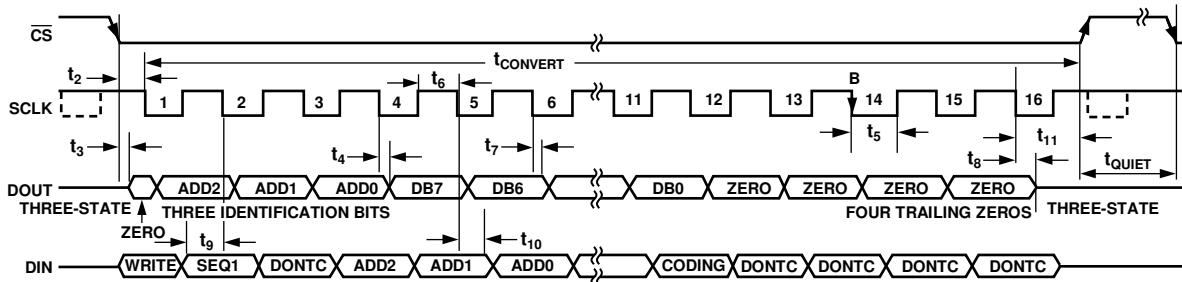 CS
t2
tCONVERT
t6
B
SCLK
1 2 3 4 5 6 11 12 13 14 15 16
t3
t4
t7
t5
t11
t8
tQUIET
DOUT
ADD2 ADD1 ADD0 DB7 DB6 DB0 ZERO ZERO ZERO ZERO
THREE-STATE
THREE IDENTIFICATION BITS
FOUR TRAILING ZEROS
THREE-STATE
ZERO
t9
t10
DIN
WRITE SEQ1 DONTC ADD2 ADD1 ADD0 CODING DONTC DONTC DONTC DONTC